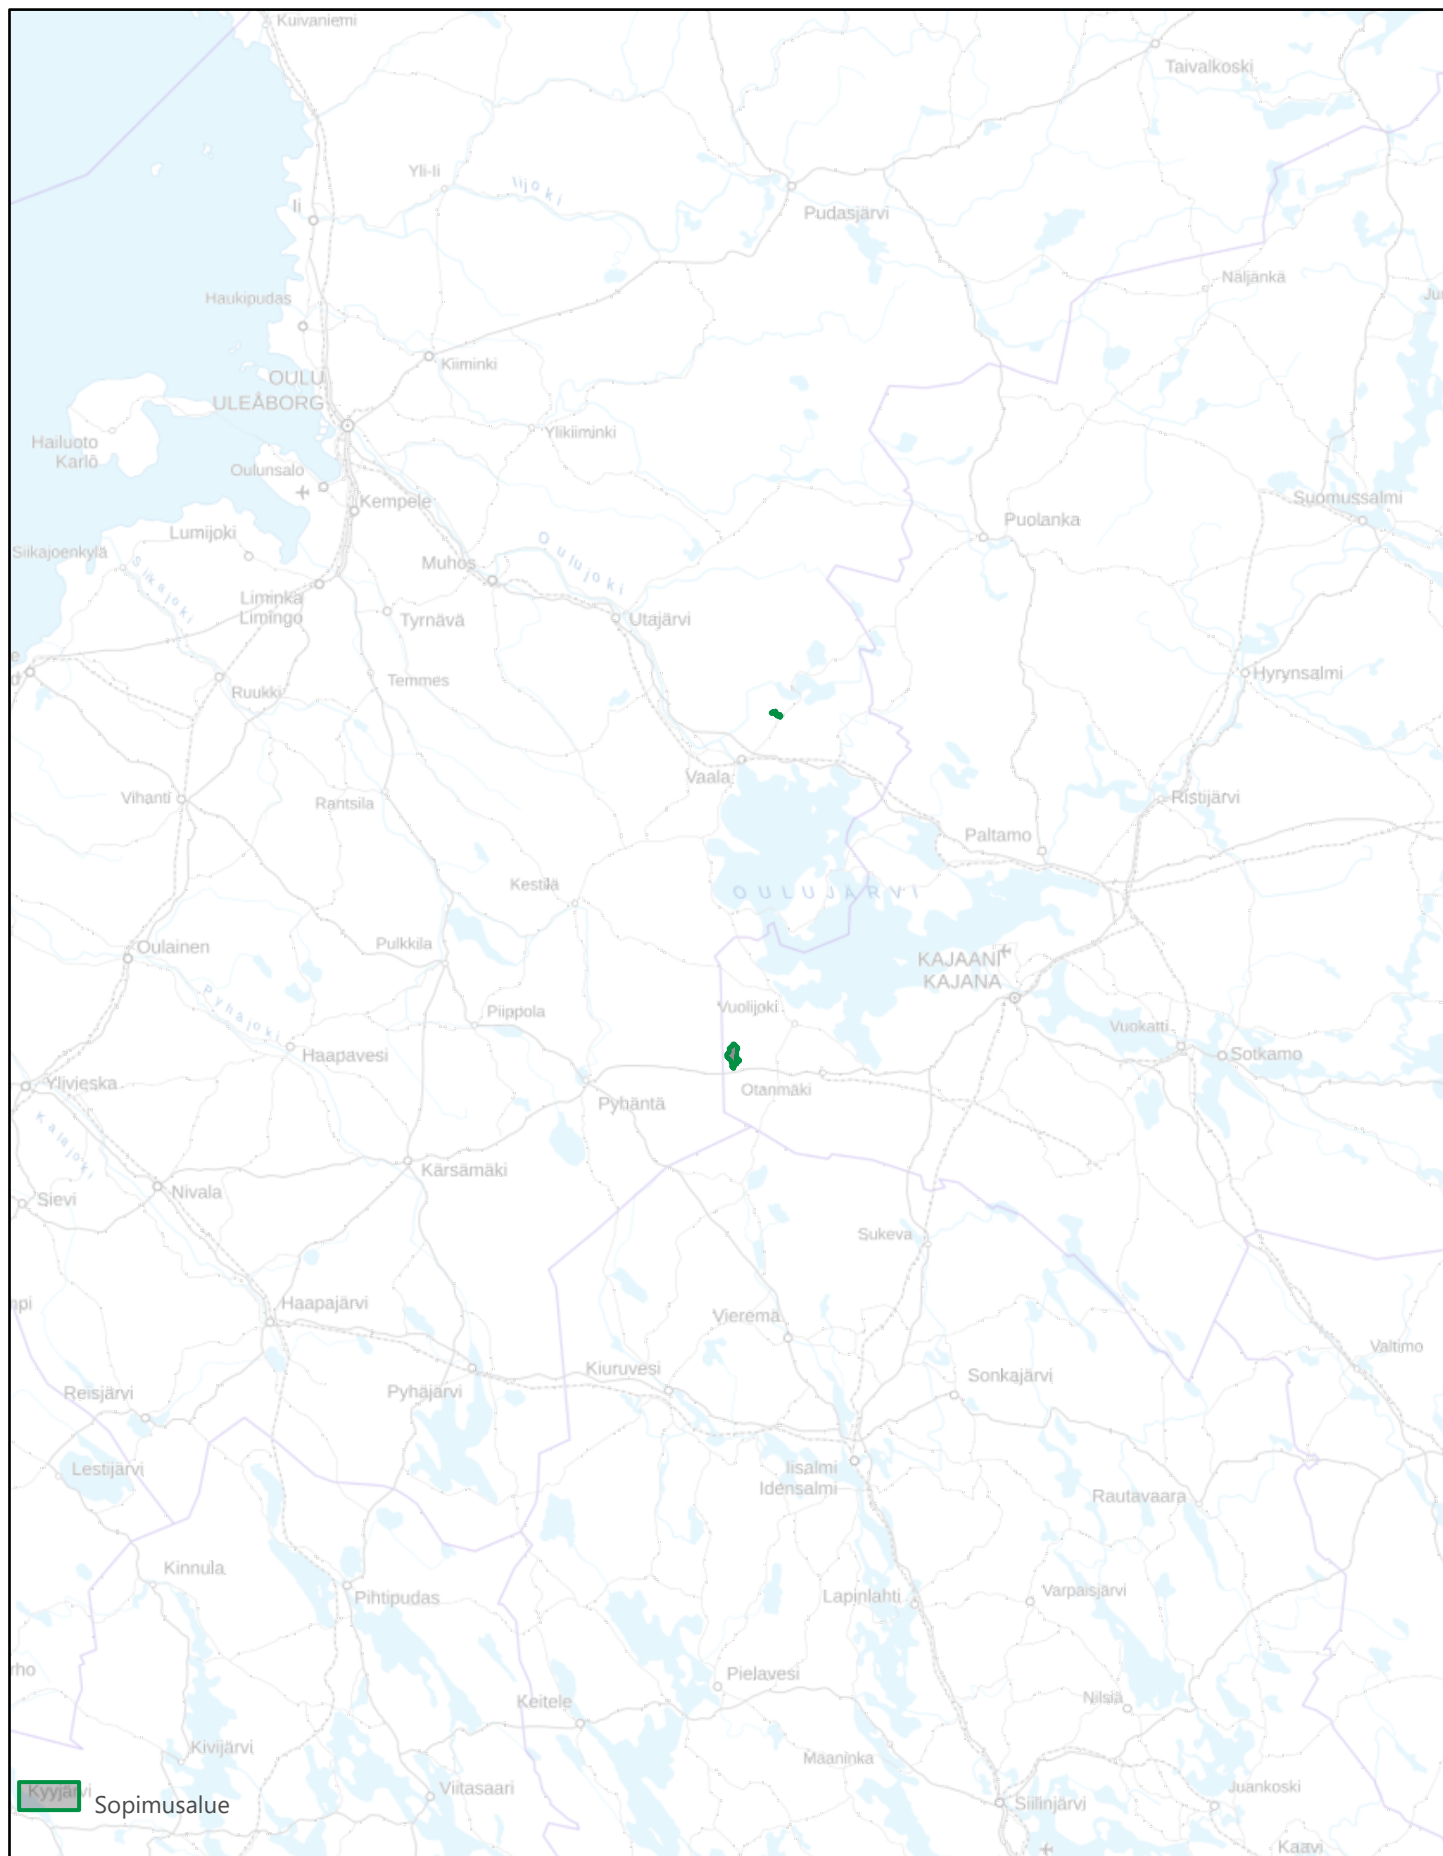 Kuivaniemi
Taivalkoski
Yli-Ii
Iijoki
Ii
Pudasjärvi
Näljänkä
Haukipudas
Kiiminki
OULU
ULEÅBORG
Ylikiiminki
Hailuoto
Karlö
Oulunsalo
Kempele
Suomussalmi
Puolanka
Lumijoki
Oulujoki
Siikajoenkylä
Siikajoki
Muhos
Liminka
Limingo
Tyrnävä
Utajärvi
Hyrynsalmi
Temmes
Ruukki
Vaala
Vihanti
Rantsila
Ristijärvi
Paltamo
Kestilä
OULUJÄRVI
Oulainen
Pulkkila
KAJAANI
KAJANA
Pyhäjoki
Piippola
Vuolijoki
Vuokatti
Haapavesi
Sotkamo
Ylivieska
Otanmäki
Pyhäntä
Kalajoki
Kärsämäki
Nivala
Sievi
Sukeva
Haapajärvi
Vieremä
Valtimo
Kiuruvesi
Sonkajärvi
Reisjärvi
Pyhäjärvi
Lestijärvi
Iisalmi
Idensalmi
Rautavaara
Kinnula
Pihtipudas
Lapinlahti
Varpaisjärvi
Pielavesi
Keitele
Nilsiä
Kivijärvi
Maaninka
Kyyjärvi
Viitasaari
Juankoski
Sopimusalue
Siilinjärvi
Kaavi